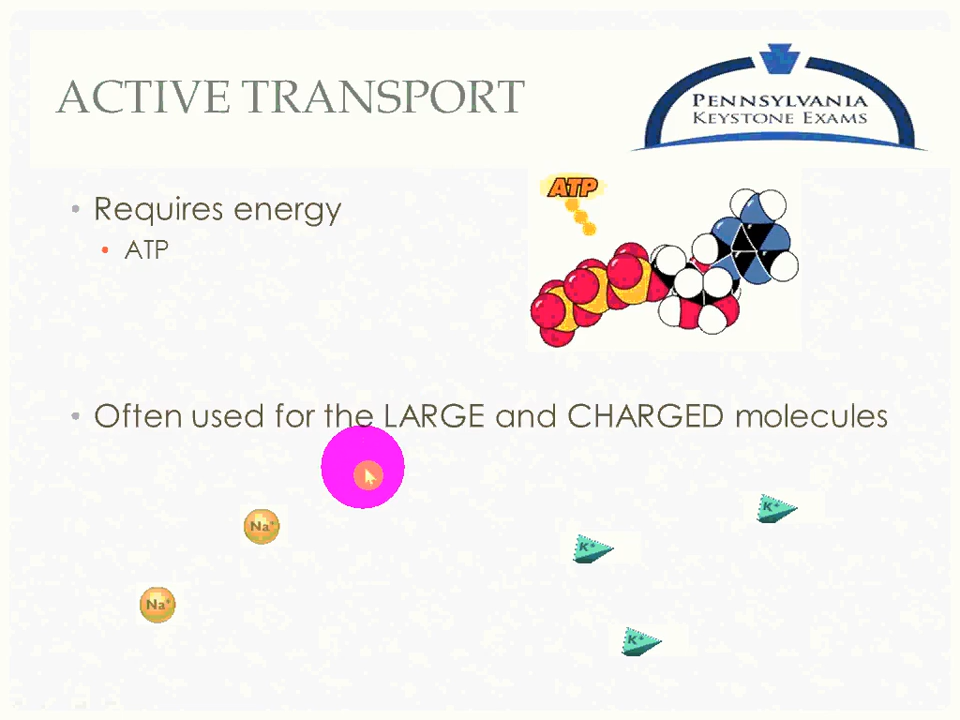 ACTIVE TRANSPORT
PENNSYLVANIA
KEYSTONE EXAMS
• Requires energy
• ATP
ATP
• Often used for the LARGE and CHARGED molecules
K⁺
Na⁺
K⁺
Na⁺
K⁺